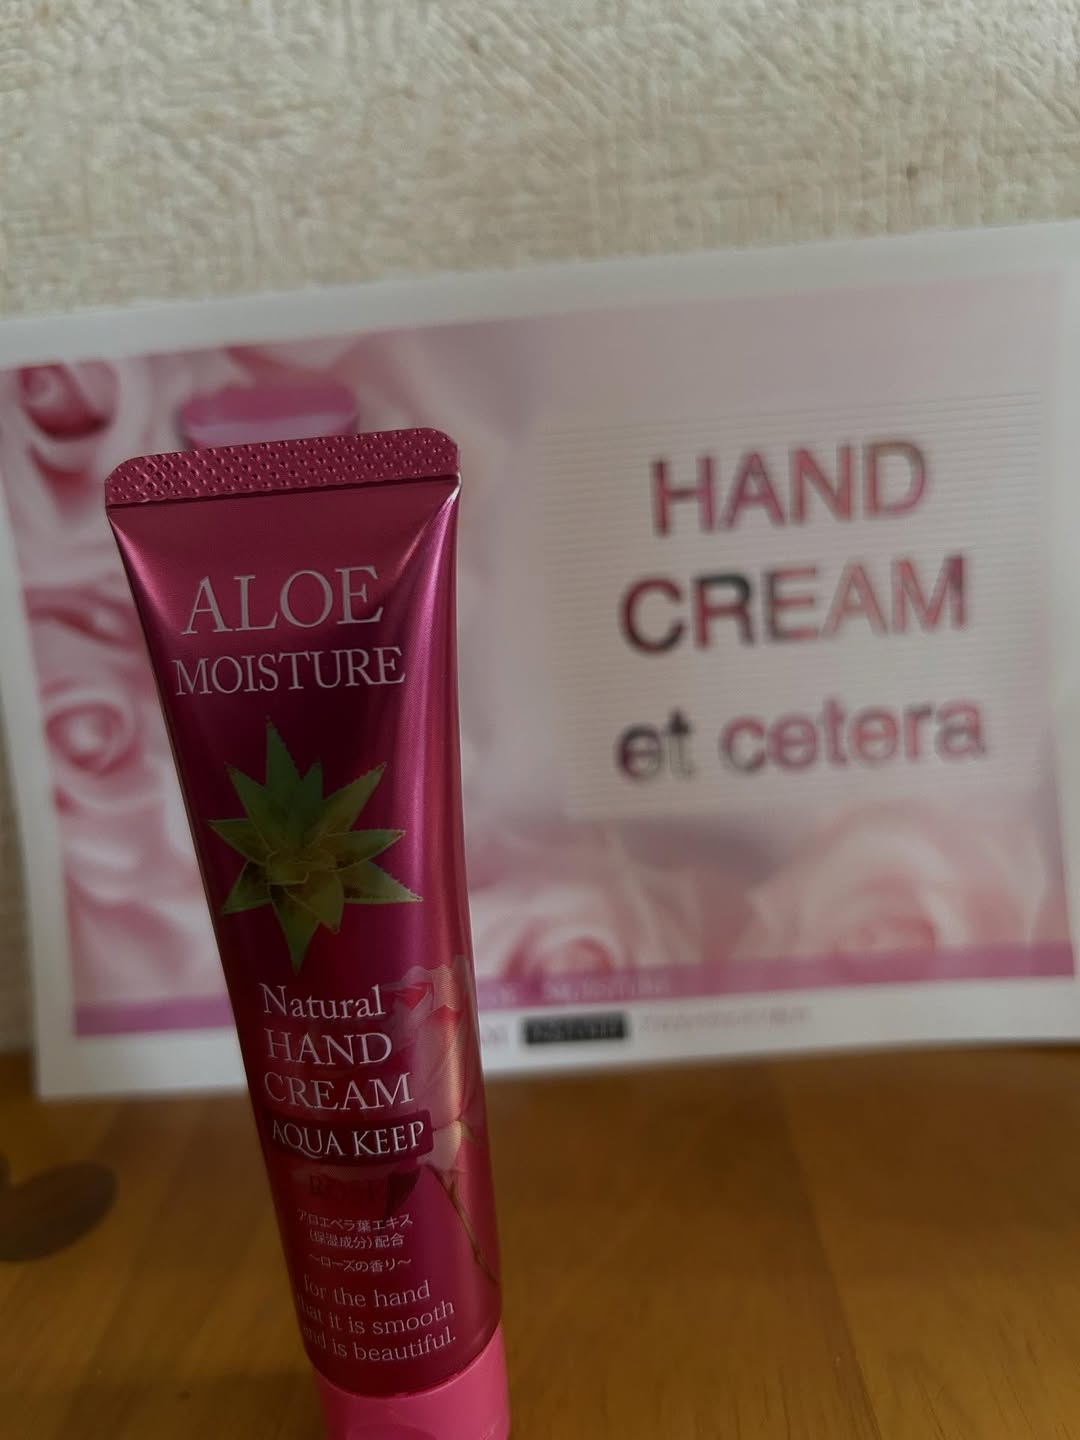 ALOE
MOISTURE
Natural
HAND
CREAM
AQUA KEEP
ROSE
アロエベラ葉エキス
(保湿成分)配合
～ローズの香り～
for the hand
that it is smooth
and is beautiful.
HAND
CREAM
et cetera
MOISTURE